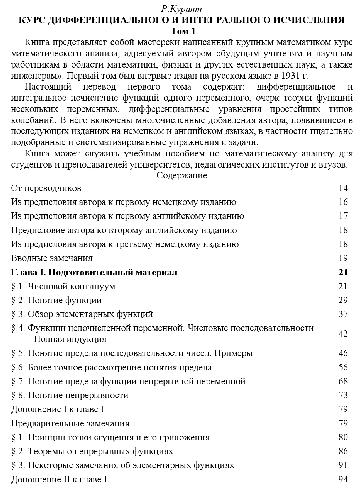 Р.Курант
КУРС ДИФФЕРЕНЦИАЛЬНОГО И ИНТЕГРАЛЬНОГО ИСЧИСЛЕНИЯ
Том 1
Книга представляет собой мастерски написанный крупным математиком курс
математического анализа, адресуемый автором будущим ученым и научным
работникам в области математики, физики и других естественных наук, а также
инженерам. Первый том был впервые издан на русском языке в 1931 г.
Настоящий перевод первого тома содержит: дифференциальное и
интегральное исчисление функций одного переменного, очерк теории функций
нескольких переменных, дифференциальные уравнения простейших типов
колебаний. В него включены многочисленные добавления автора, появившиеся в
последующих изданиях на немецком и английском языках, в частности тщательно
подобранные и систематизированные упражнения и задачи.
Книга может служить учебным пособием по математическому анализу для
студентов и преподавателей университетов, педагогических институтов и втузов.
Содержание
От переводчиков 14
Из предисловия автора к первому немецкому изданию 16
Из предисловия автора к первому английскому изданию 17
Предисловие автора ко второму английскому изданию 18
Из предисловия автора к третьему немецкому изданию 18
Вводные замечания 19
Глава I. Подготовительный материал 21
§ 1. Числовой континуум 21
§ 2. Понятие функции 29
§ 3. Обзор элементарных функций 37
§ 4. Функции целочисленной переменной. Числовые последовательности 42
Полная индукция
§ 5. Понятие предела последовательности чисел. Примеры 46
§ 6. Более точное рассмотрение понятия предела 56
§ 7. Понятие предела функции непрерывной переменной 68
§ 8. Понятие непрерывности 73
Дополнение I к главе I 79
Предварительные замечания 79
§ 1. Принцип точки сгущения и его приложения 80
§ 2. Теоремы о непрерывных функциях 86
§ 3. Некоторые замечания об элементарных функциях 91
Дополнение II к главе I 94